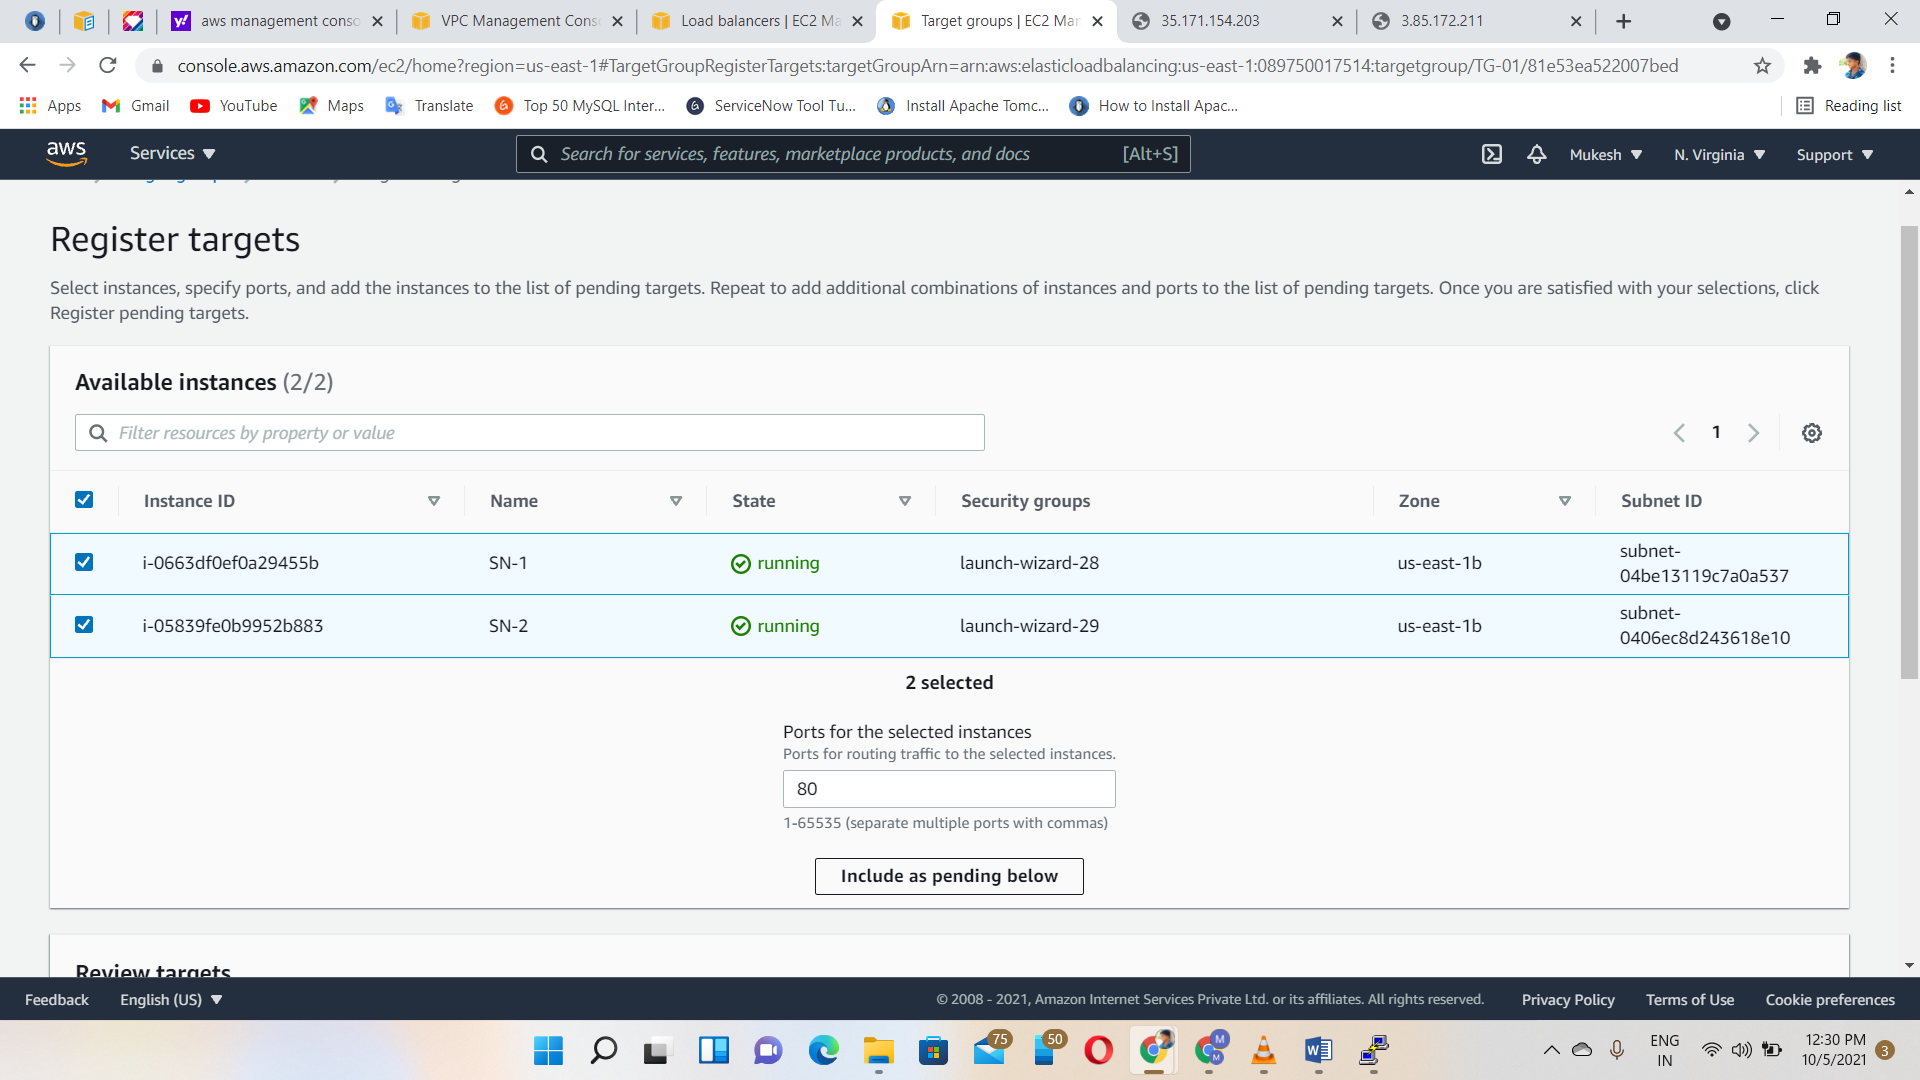 aws management conso
VPC Management Cons
Load balancers | EC2 Ma
Target groups | EC2 Man
35.171.154.203
3.85.172.211
console.aws.amazon.com/ec2/home?region=us-east-1#TargetGroupRegisterTargets:targetGroupArn=arn:aws:elasticloadbalancing:us-east-1:089750017514:targetgroup/TG-01/81e53ea522007bed
Apps
Gmail
YouTube
Maps
Translate
Top 50 MySQL Inter...
ServiceNow Tool Tu...
Install Apache Tomc...
How to Install Apac...
Reading list
aws
Services
Search for services, features, marketplace products, and docs
[Alt+S]
Mukesh
N. Virginia
Support
Register targets
Select instances, specify ports, and add the instances to the list of pending targets. Repeat to add additional combinations of instances and ports to the list of pending targets. Once you are satisfied with your selections, click
Register pending targets.
Available instances (2/2)
Filter resources by property or value
1
Instance ID
Name
State
Security groups
Zone
Subnet ID
i-0663df0ef0a29455b
SN-1
running
launch-wizard-28
us-east-1b
subnet-
04be13119c7a0a537
i-05839fe0b9952b883
SN-2
running
launch-wizard-29
us-east-1b
subnet-
0406ec8d243618e10
2 selected
Ports for the selected instances
Ports for routing traffic to the selected instances.
80
1-65535 (separate multiple ports with commas)
Include as pending below
Review targets
Feedback
English (US)
© 2008 - 2021, Amazon Internet Services Private Ltd. or its affiliates. All rights reserved.
Privacy Policy
Terms of Use
Cookie preferences
75
50
ENG
IN
12:30 PM
10/5/2021
3